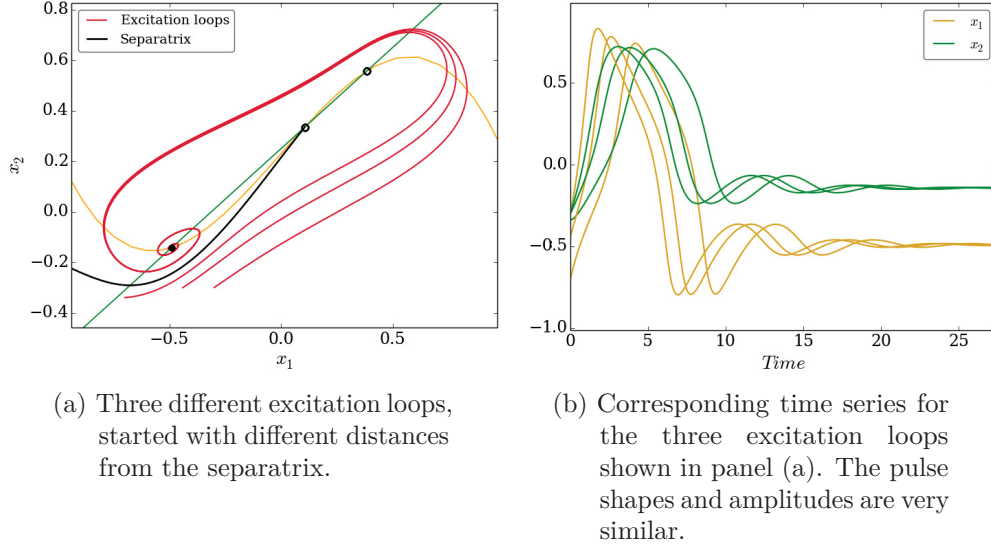 0.8
0.6
0.4
0.2
0.0
−0.2
−0.4
x₂
Excitation loops
Separatrix
−0.5
0.0
0.5
x₁
0.5
0.0
−0.5
−1.0
x₁
x₂
0
5
10
15
20
25
Time
(a) Three different excitation loops,
started with different distances
from the separatrix.
(b) Corresponding time series for
the three excitation loops
shown in panel (a). The pulse
shapes and amplitudes are very
similar.